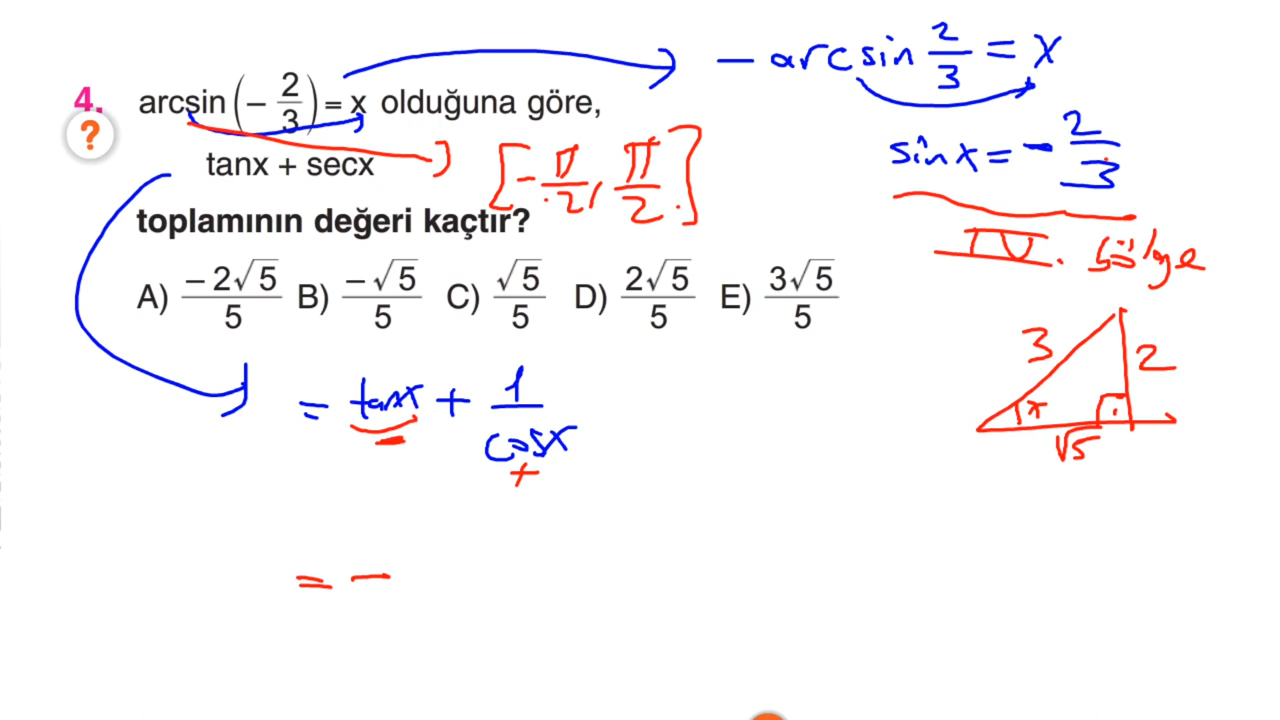 4. arcsin(−2/3) = x olduğuna göre,
?
tanx + secx
toplamının değeri kaçtır?
A) −2√5/5 B) −√5/5 C) √5/5 D) 2√5/5 E) 3√5/5
− arcsin 2/3 = x
sinx = − 2/3
[−π/2, π/2]
IV. bölge
3
2
x
√5
= tanx + 1/cosx
− +
= −